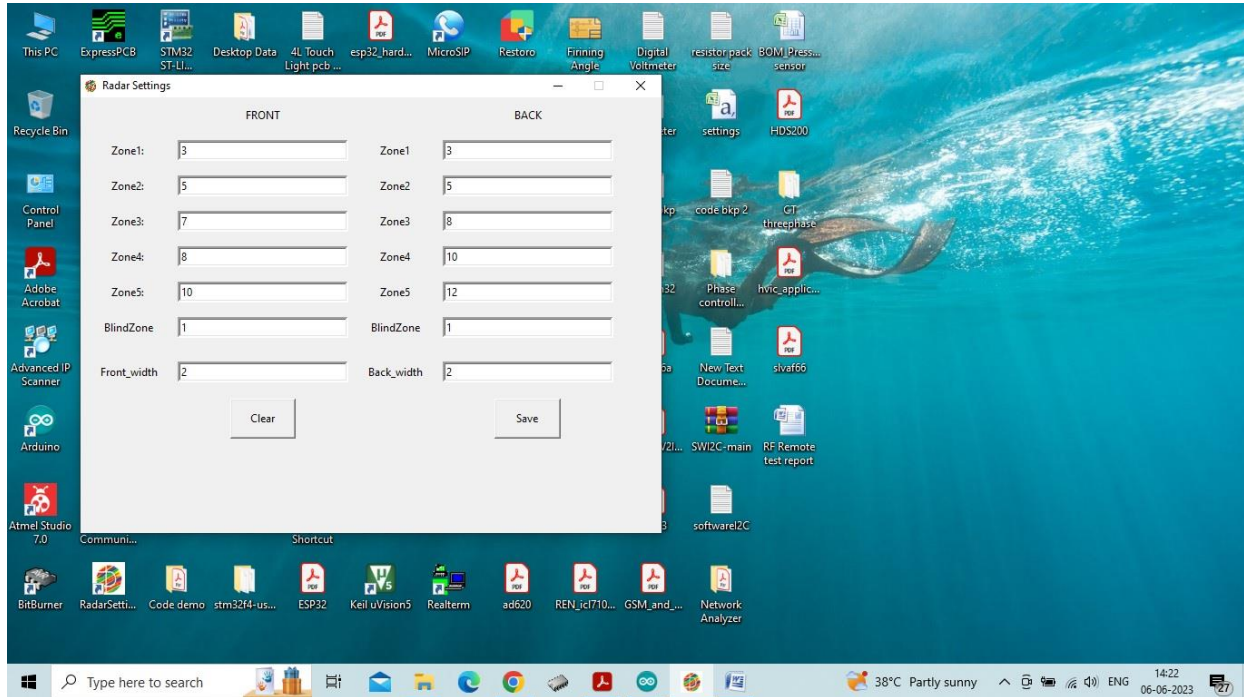 This PC
ExpressPCB
STM32
ST-LI...
Desktop Data
4L Touch
Light pcb ...
esp32_hard...
MicroSIP
Restoro
Firining
Angle
Digital
Voltmeter
resistor pack
size
BOM_Press...
sensor
Radar Settings
FRONT
BACK
Zone1:
3
Zone1
3
Zone2:
5
Zone2
5
Zone3:
7
Zone3
8
Zone4:
8
Zone4
10
Zone5:
10
Zone5
12
BlindZone
1
BlindZone
1
Front_width
2
Back_width
2
Clear
Save
Recycle Bin
settings
HDS200
Control
Panel
code bkp 2
GT
threephase
Adobe
Acrobat
Phase
controll...
hvic_applic...
Advanced IP
Scanner
New Text
Docume...
slvaf66
Arduino
SWI2C-main
RF Remote
test report
Atmel Studio
7.0
Communi...
Shortcut
softwareI2C
BitBurner
RadarSetti...
Code demo
stm32f4-us...
ESP32
Keil uVision5
Realterm
ad620
REN_icl710...
GSM_and_...
Network
Analyzer
Type here to search
38°C Partly sunny
ENG
14:22
06-06-2023
27